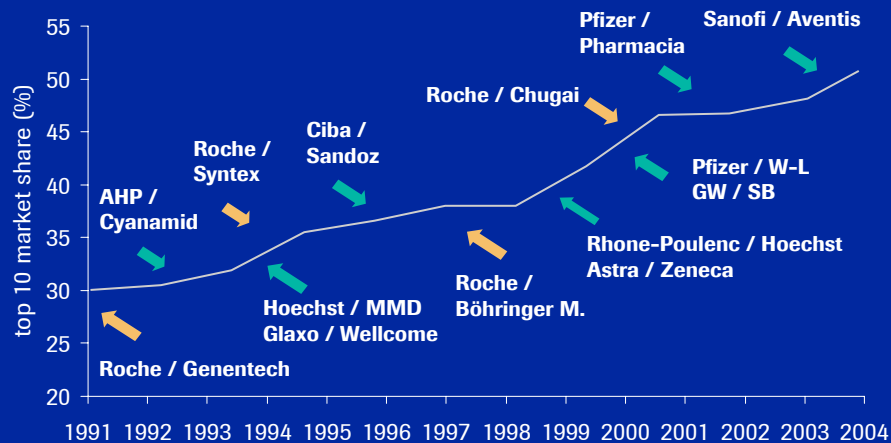 top 10 market share (%)
55
50
45
40
35
30
25
20
Pfizer /
Pharmacia
Sanofi / Aventis
Roche / Chugai
Ciba /
Sandoz
Roche /
Syntex
AHP /
Cyanamid
Pfizer / W-L
GW / SB
Rhone-Poulenc / Hoechst
Astra / Zeneca
Roche /
Böhringer M.
Hoechst / MMD
Glaxo / Wellcome
Roche / Genentech
1991 1992 1993 1994 1995 1996 1997 1998 1999 2000 2001 2002 2003 2004